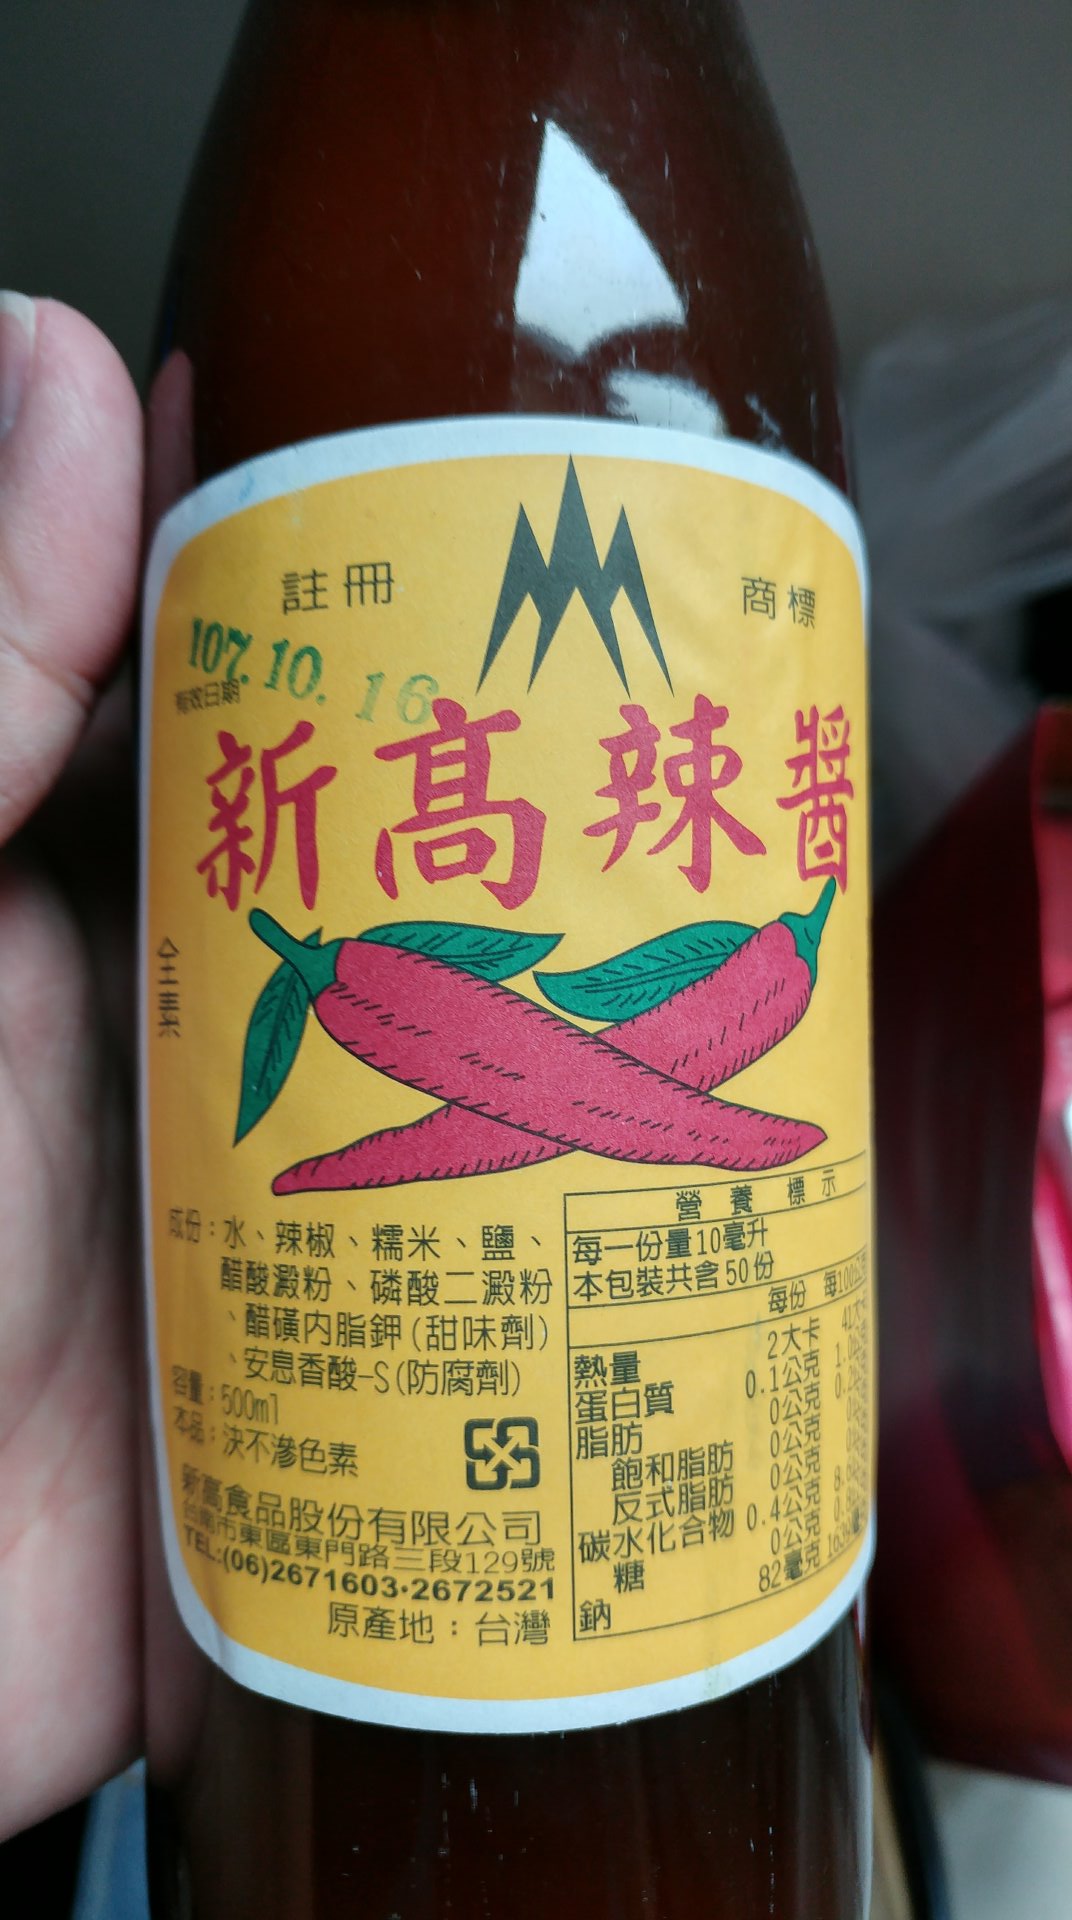 註冊
商標
107.10.16
有效日期
新高辣醬
全素
成份：水、辣椒、糯米、鹽、
醋酸澱粉、磷酸二澱粉
、醋磺內脂鉀(甜味劑)
、安息香酸-S(防腐劑)
容量：500ml
本品：決不滲色素
新高食品股份有限公司
台南市東區東門路三段129號
TEL:(06)2671603·2672521
原產地：台灣
營養標示
每一份量10毫升
本包裝共含50份
每份 每100
熱量 2大卡 41大卡
蛋白質 0.1公克
脂肪 0公克
飽和脂肪 0公克
反式脂肪 0公克
碳水化合物 0.4公克
糖 0公克
鈉 82毫克